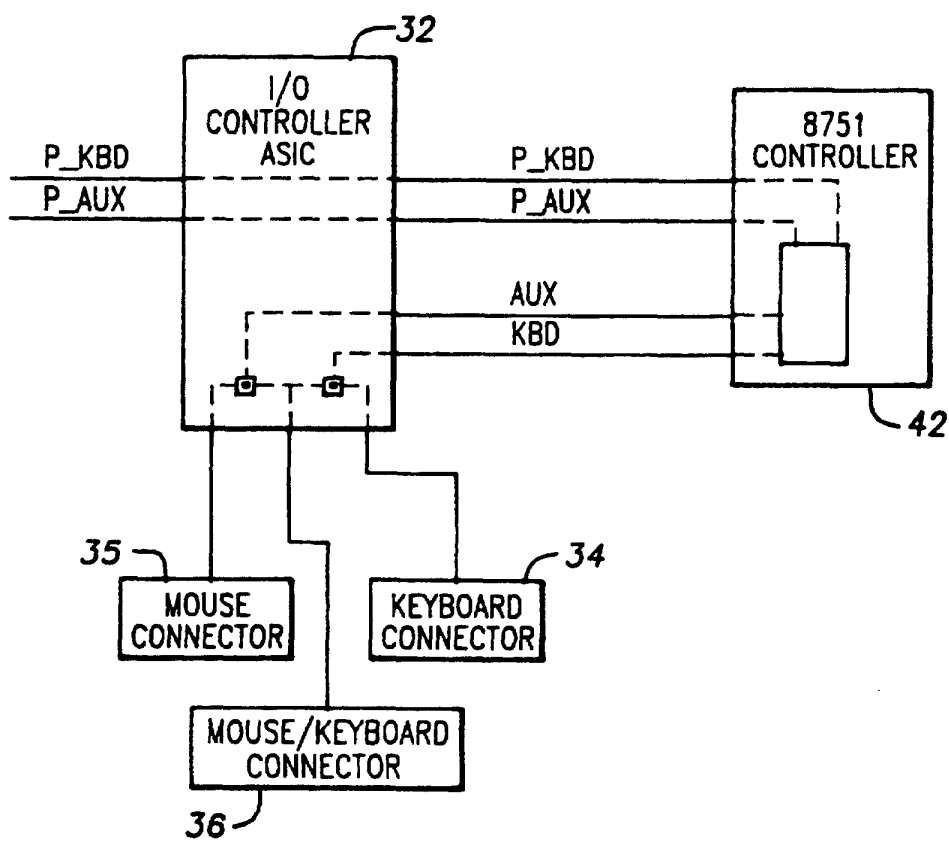 32
I/O
CONTROLLER
ASIC
8751
CONTROLLER
P_KBD
P_AUX
P_KBD
P_AUX
AUX
KBD
42
35
34
MOUSE
CONNECTOR
KEYBOARD
CONNECTOR
MOUSE/KEYBOARD
CONNECTOR
36